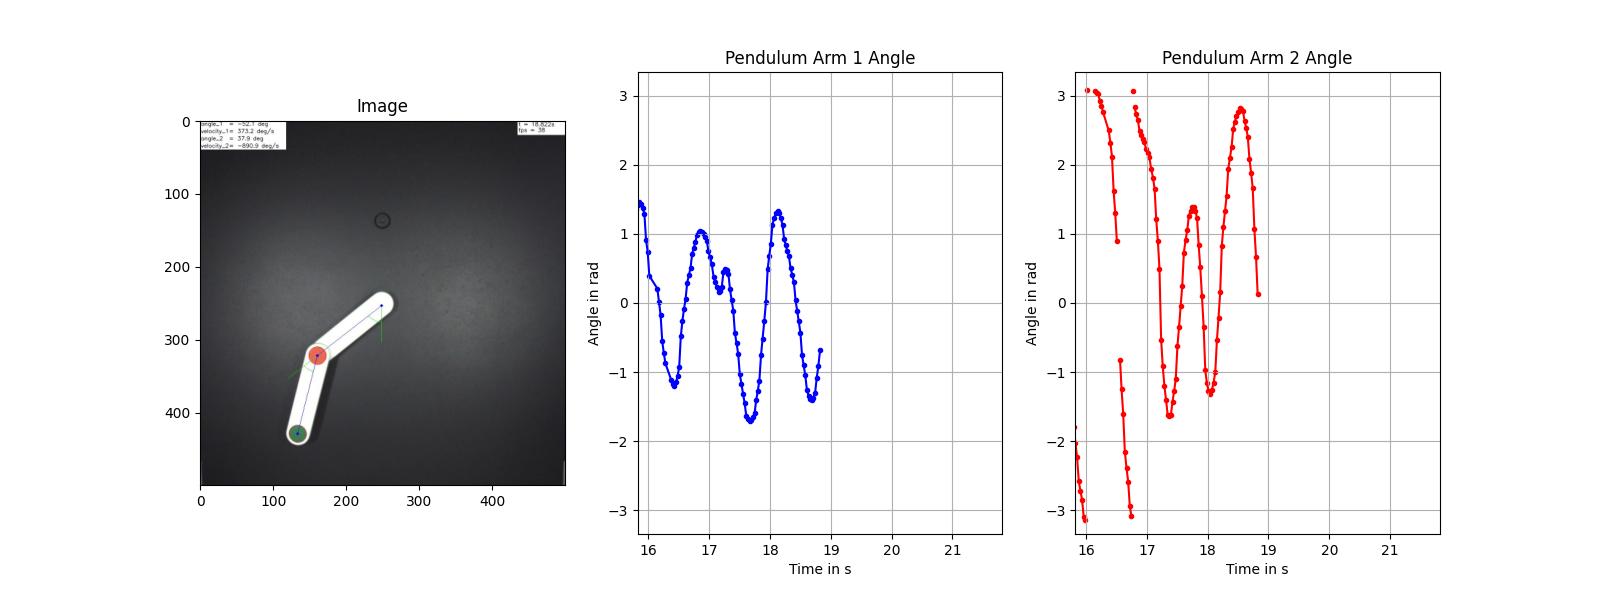 Image
angle_1 = -52.1 deg
velocity_1= 373.2 deg/s
angle_2 = 37.9 deg
velocity_2= -890.9 deg/s
t = 18.822s
fps = 38
0
100
200
300
400
0 100 200 300 400
Pendulum Arm 1 Angle
Angle in rad
3
2
1
0
−1
−2
−3
16 17 18 19 20 21
Time in s
Pendulum Arm 2 Angle
Angle in rad
3
2
1
0
−1
−2
−3
16 17 18 19 20 21
Time in s